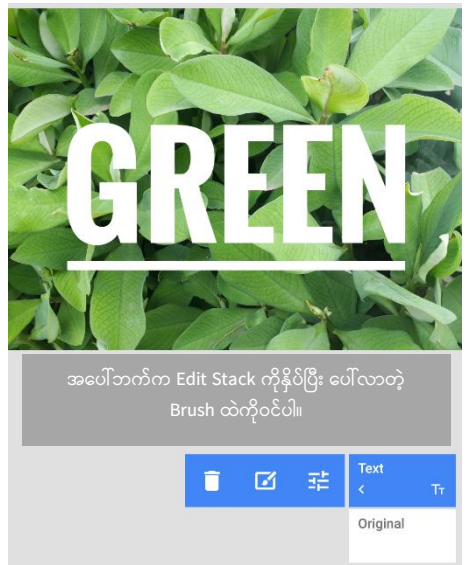 GREEN
အပေါ်ဘက်က Edit Stack ကိုနှိပ်ပြီး ပေါ်လာတဲ့
Brush ထဲကိုဝင်ပါ။
Text
< Tт
Original